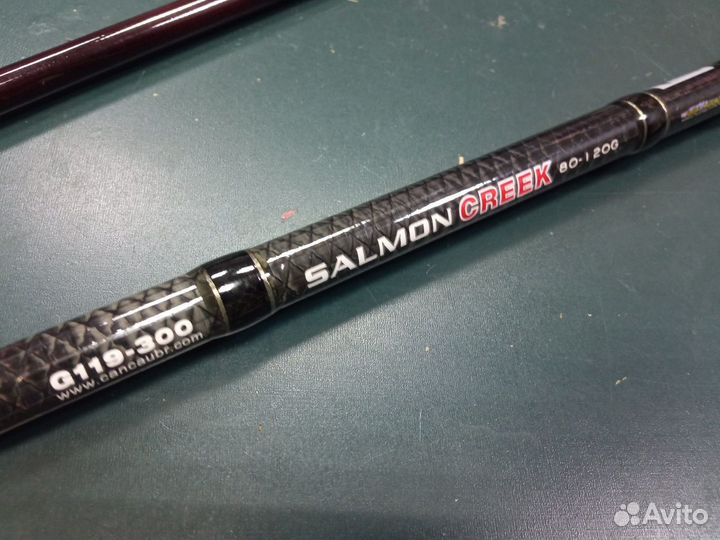 SALMON CREEK 80-120G
G119-300
www.cancaubr.com
Avito